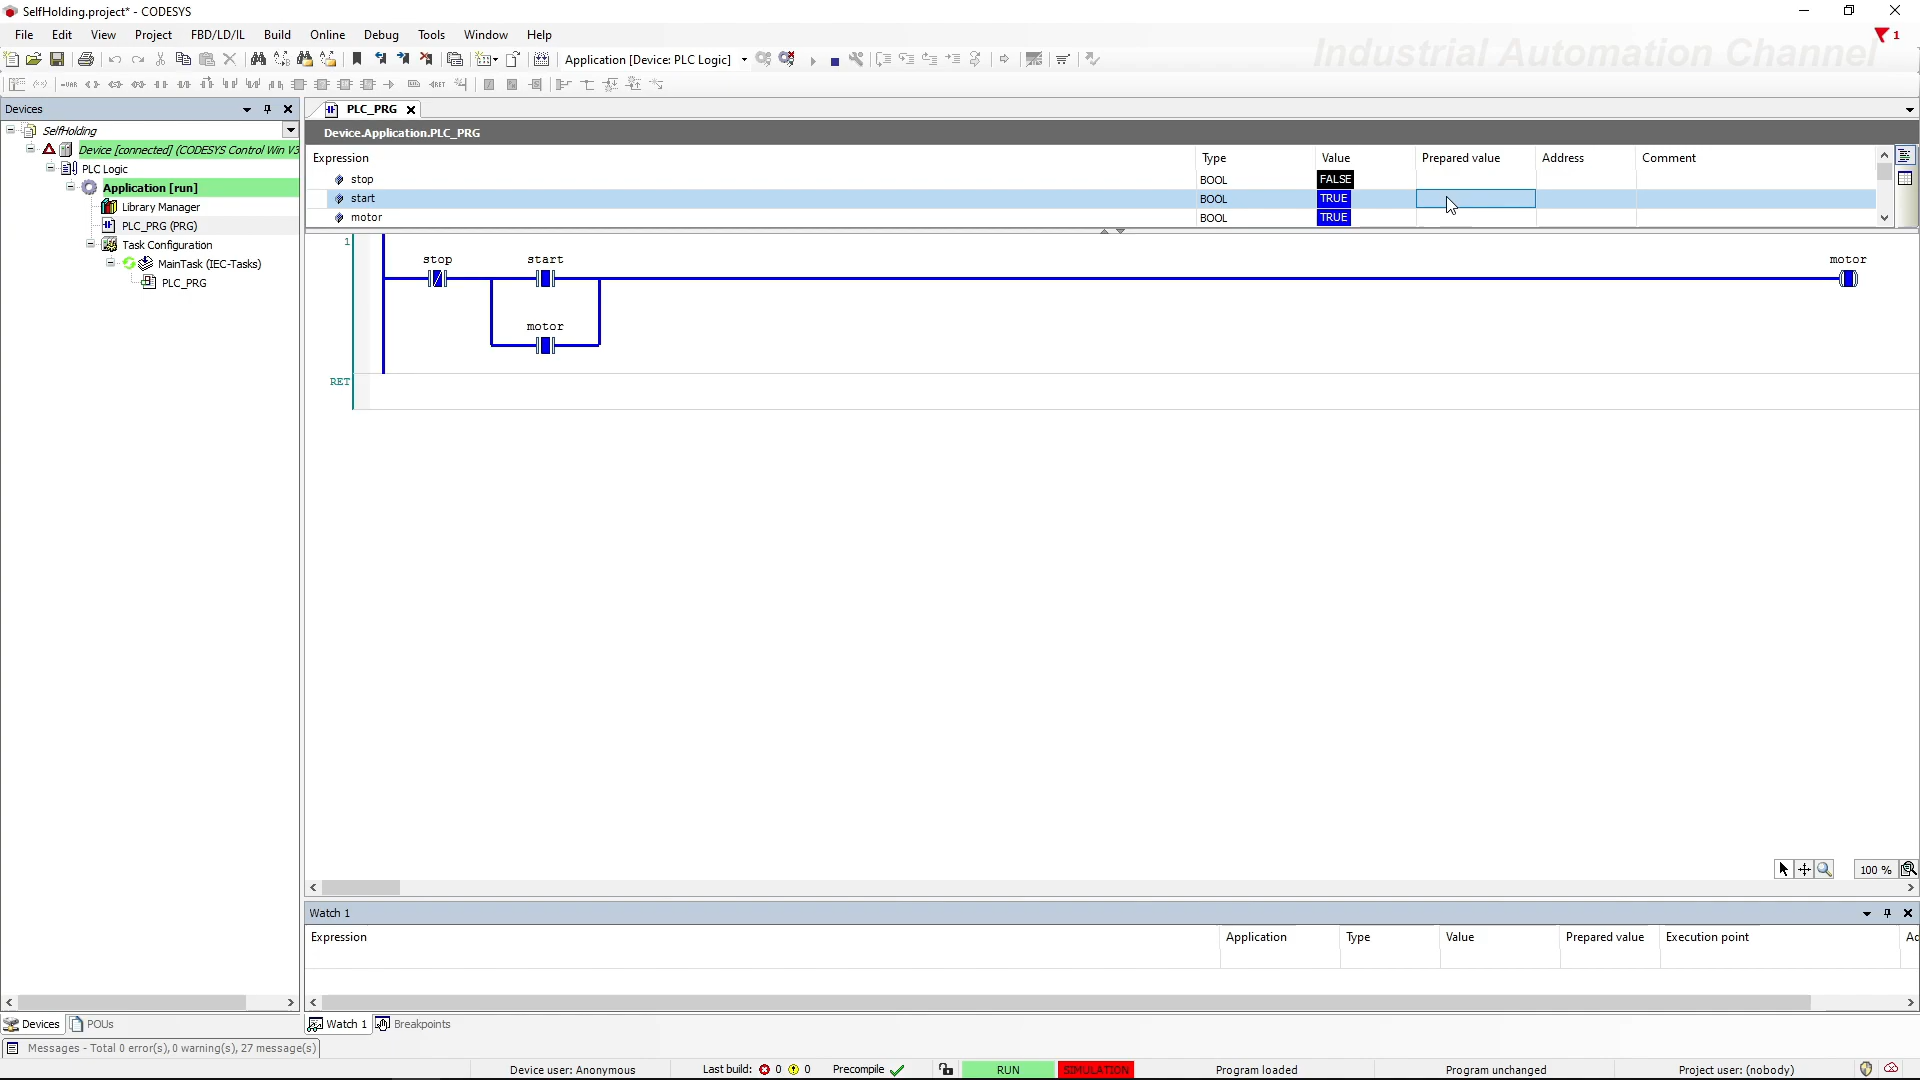 SelfHolding.project* - CODESYS
File Edit View Project FBD/LD/IL Build Online Debug Tools Window Help
1
Industrial Automation Channel
Application [Device: PLC Logic]
Devices
PLC_PRG
SelfHolding
Device [connected] (CODESYS Control Win V3
PLC Logic
Application [run]
Library Manager
PLC_PRG (PRG)
Task Configuration
MainTask (IEC-Tasks)
PLC_PRG
Device.Application.PLC_PRG
Expression Type Value Prepared value Address Comment
stop BOOL FALSE
start BOOL TRUE
motor BOOL TRUE
1
stop start motor
motor
RET
100 %
Watch 1
Expression Application Type Value Prepared value Execution point Ad
Devices POUs
Watch 1 Breakpoints
Messages - Total 0 error(s), 0 warning(s), 27 message(s)
Device user: Anonymous Last build: 0 0 Precompile RUN SIMULATION Program loaded Program unchanged Project user: (nobody)